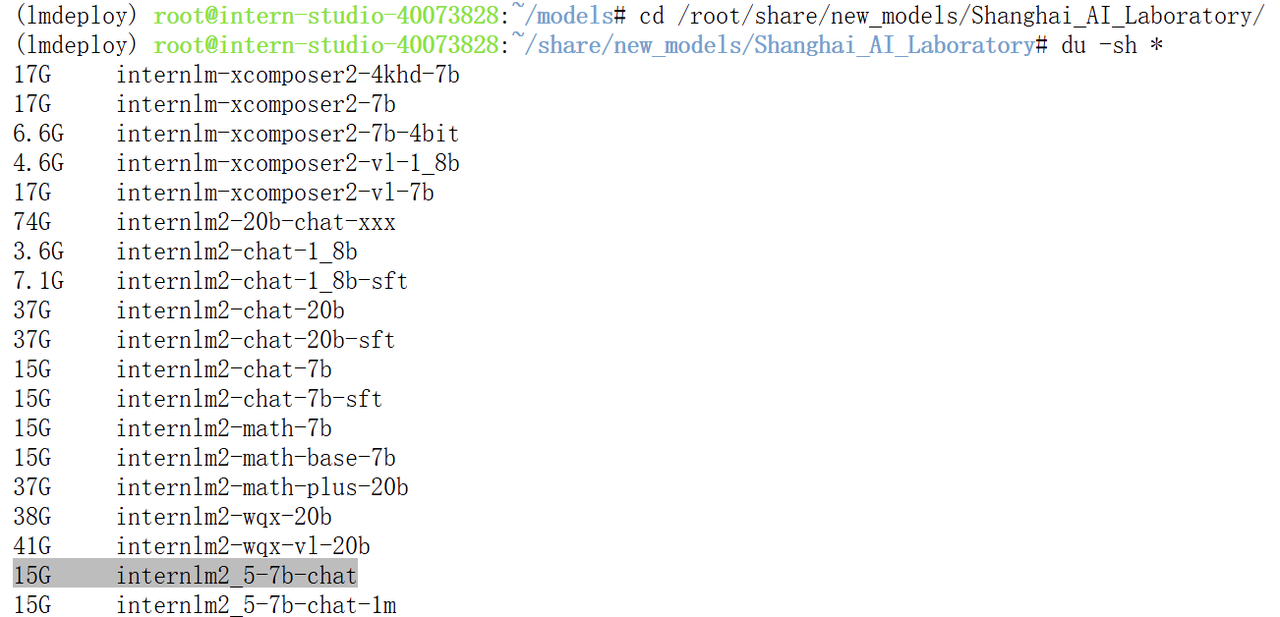 (lmdeploy) root@intern-studio-40073828:~/models# cd /root/share/new_models/Shanghai_AI_Laboratory/
(lmdeploy) root@intern-studio-40073828:~/share/new_models/Shanghai_AI_Laboratory# du -sh *
17G internlm-xcomposer2-4khd-7b
17G internlm-xcomposer2-7b
6.6G internlm-xcomposer2-7b-4bit
4.6G internlm-xcomposer2-vl-1_8b
17G internlm-xcomposer2-vl-7b
74G internlm2-20b-chat-xxx
3.6G internlm2-chat-1_8b
7.1G internlm2-chat-1_8b-sft
37G internlm2-chat-20b
37G internlm2-chat-20b-sft
15G internlm2-chat-7b
15G internlm2-chat-7b-sft
15G internlm2-math-7b
15G internlm2-math-base-7b
37G internlm2-math-plus-20b
38G internlm2-wqx-20b
41G internlm2-wqx-vl-20b
15G internlm2_5-7b-chat
15G internlm2_5-7b-chat-1m